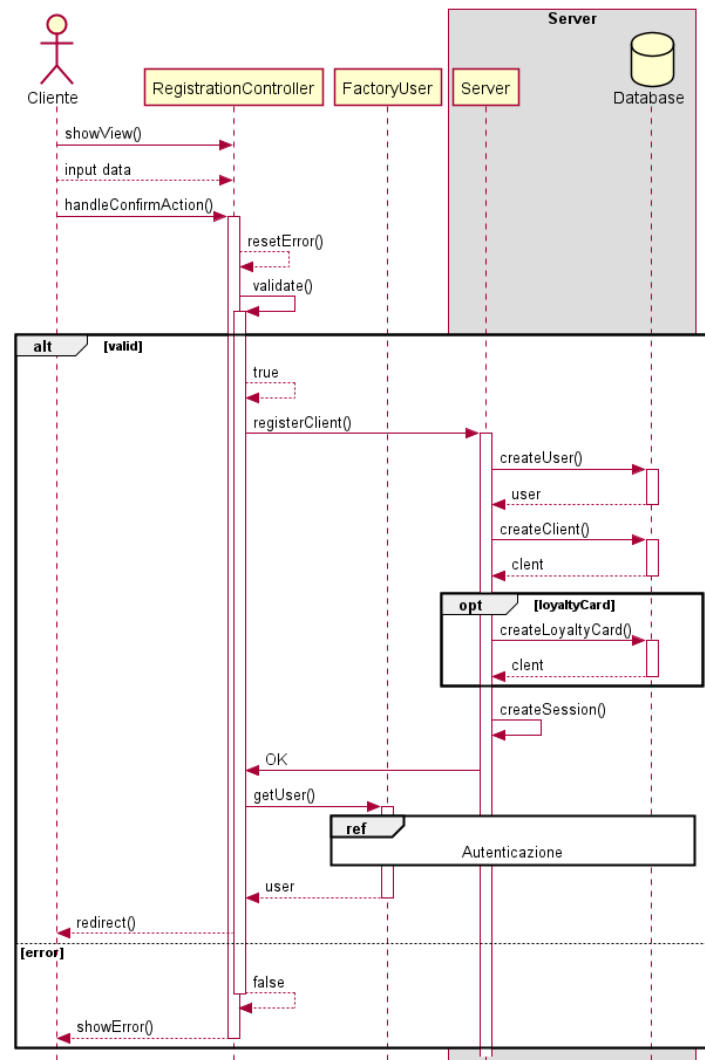 Server
Cliente
RegistrationController
FactoryUser
Server
Database
showView()
input data
handleConfirmAction()
resetError()
validate()
alt
[valid]
true
registerClient()
createUser()
user
createClient()
clent
opt
[loyaltyCard]
createLoyaltyCard()
clent
createSession()
OK
getUser()
ref
Autenticazione
user
redirect()
[error]
false
showError()